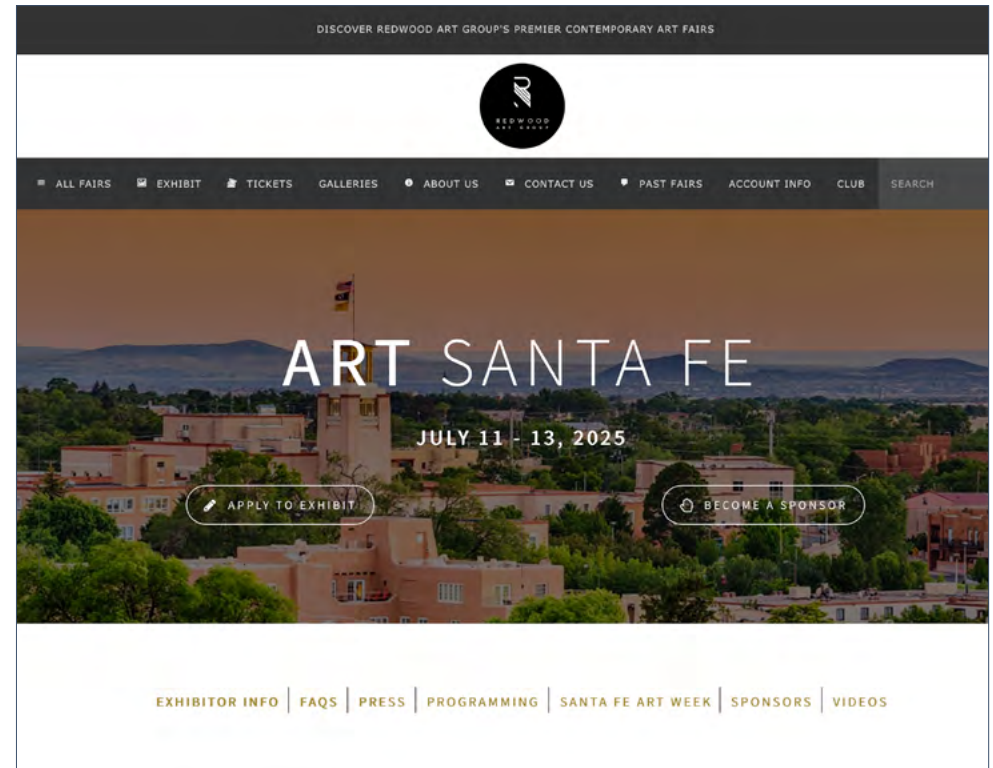 DISCOVER REDWOOD ART GROUP'S PREMIER CONTEMPORARY ART FAIRS
R
REDWOOD
ART GROUP
ALL FAIRS EXHIBIT TICKETS GALLERIES ABOUT US CONTACT US PAST FAIRS ACCOUNT INFO CLUB SEARCH
ART SANTA FE
JULY 11 - 13, 2025
APPLY TO EXHIBIT BECOME A SPONSOR
EXHIBITOR INFO | FAQS | PRESS | PROGRAMMING | SANTA FE ART WEEK | SPONSORS | VIDEOS